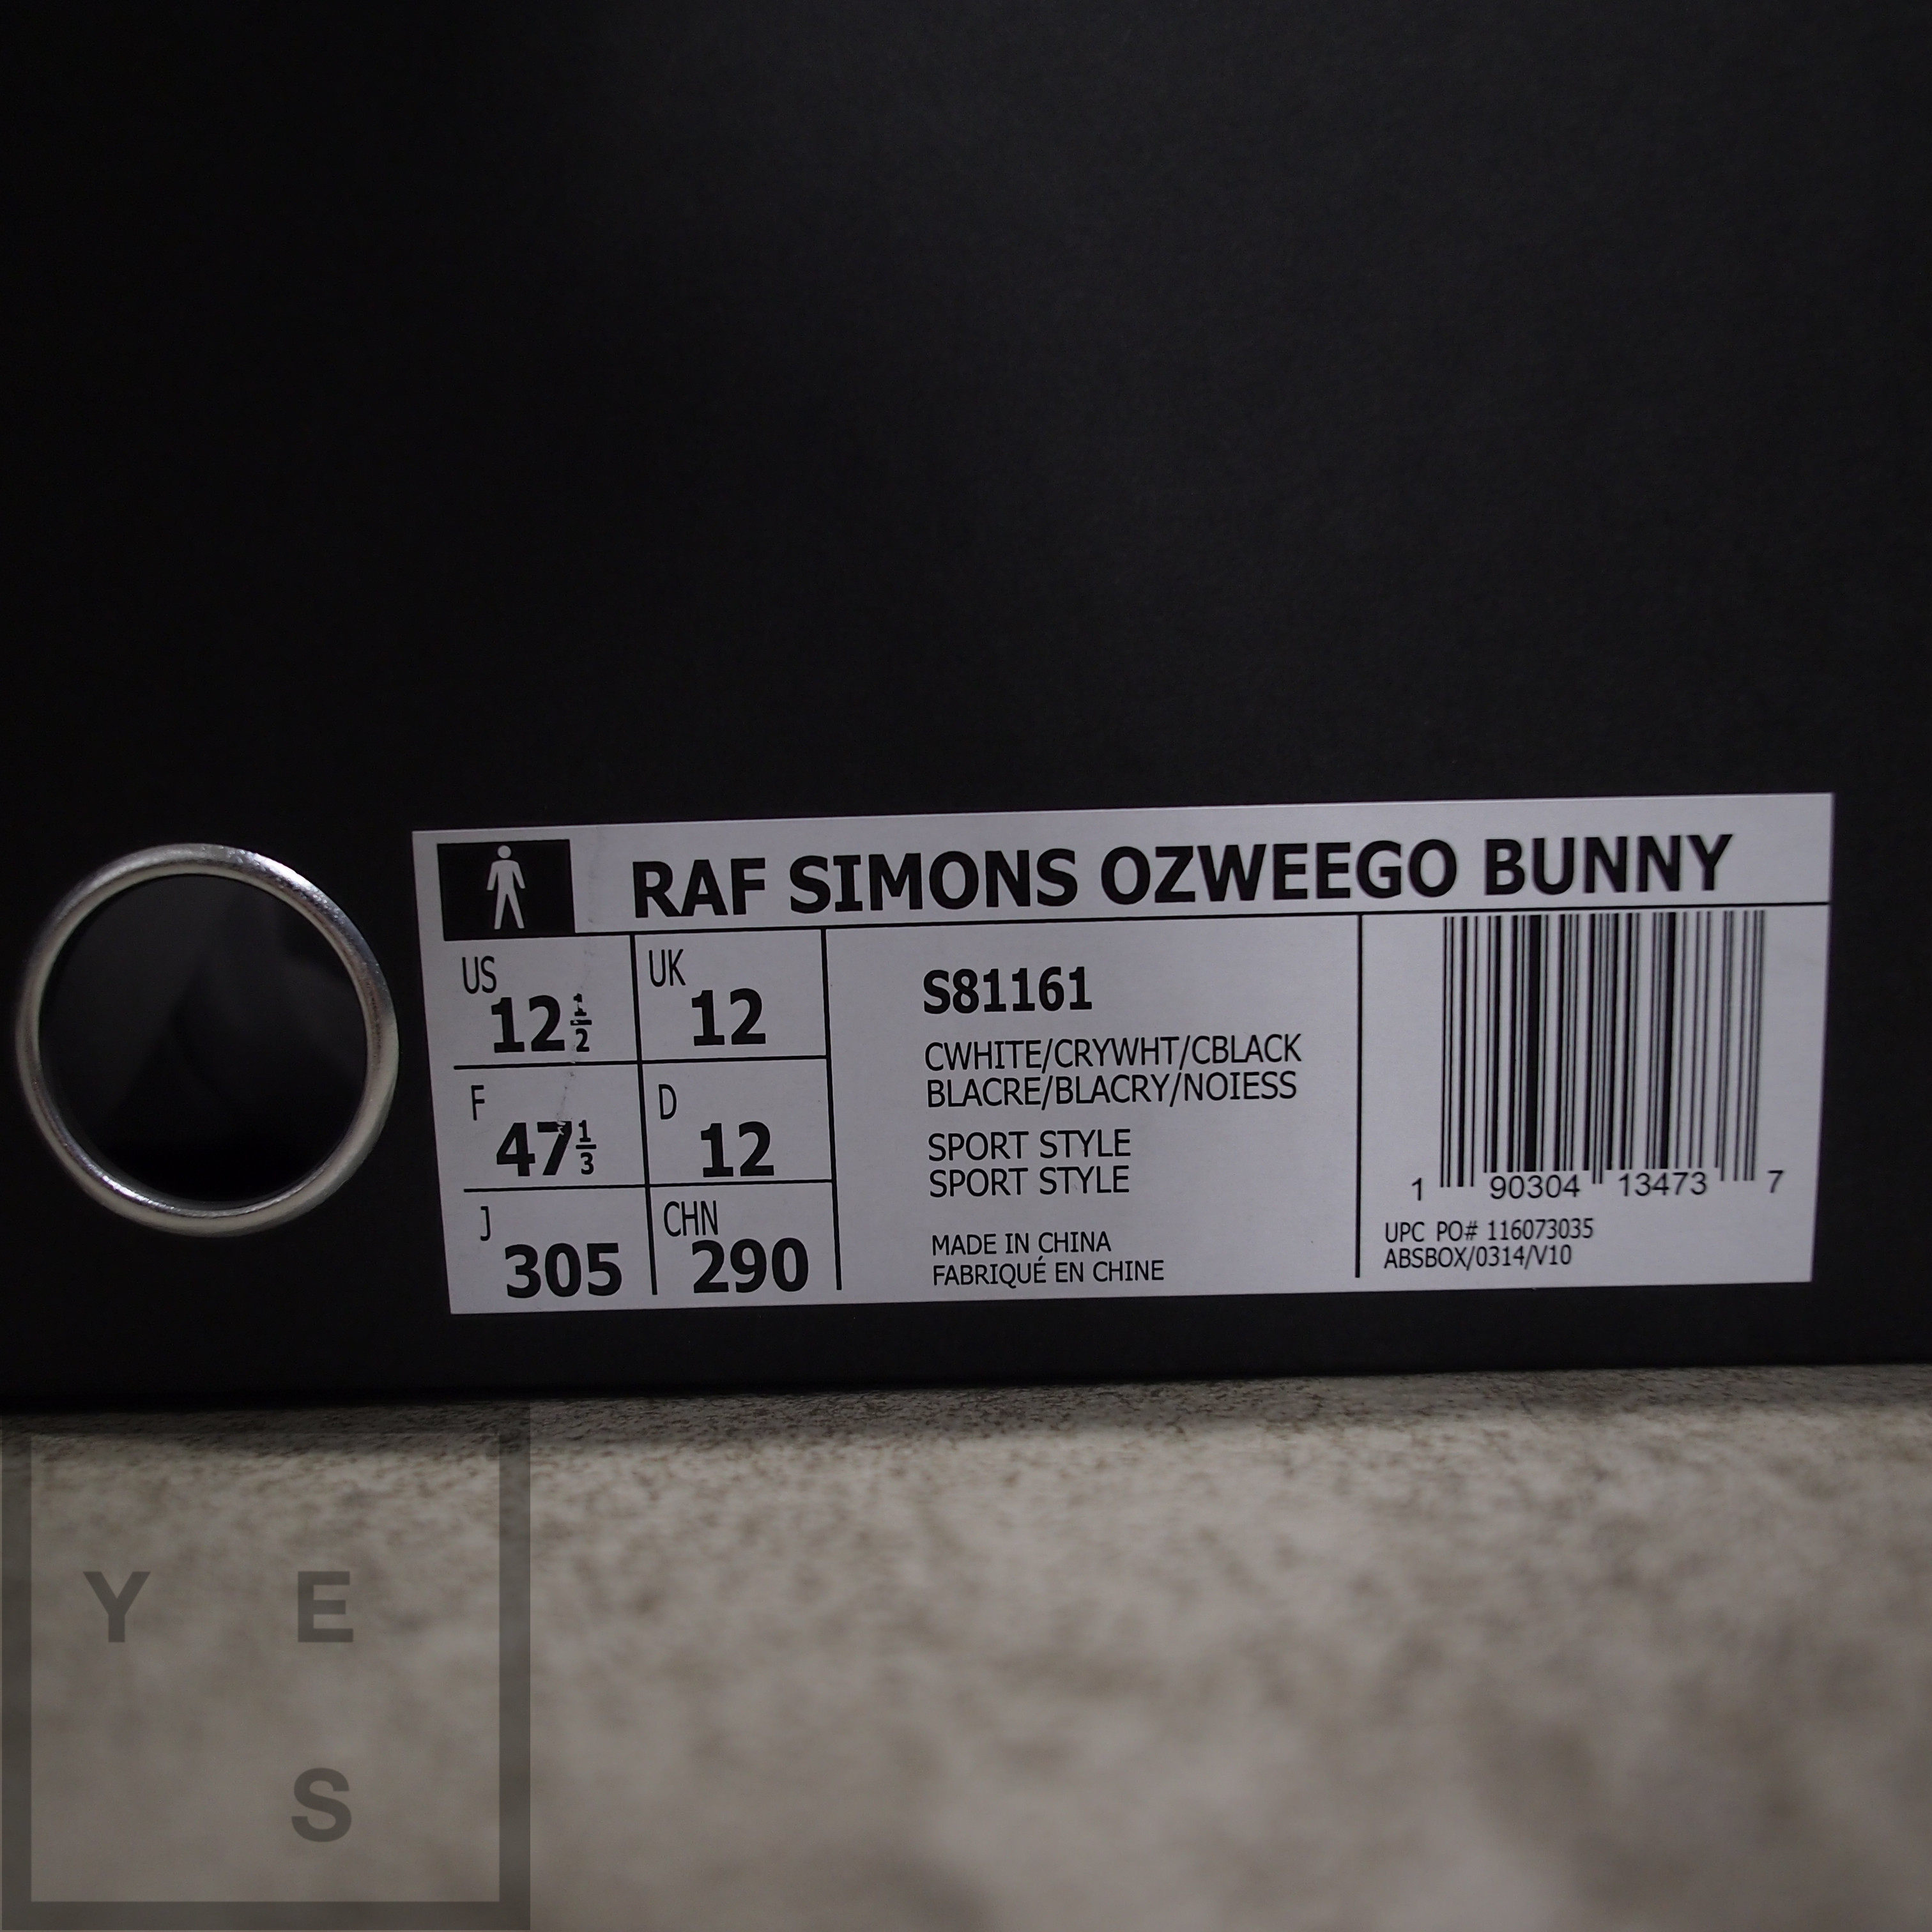 RAF SIMONS OZWEEGO BUNNY
US
12 1/2
UK
12
F
47 1/3
D
12
J
305
CHN
290
S81161
CWHITE/CRYWHT/CBLACK
BLACRE/BLACRY/NOIESS
SPORT STYLE
SPORT STYLE
MADE IN CHINA
FABRIQUÉ EN CHINE
1 90304 13473 7
UPC PO# 116073035
ABSBOX/0314/V10
Y E
S